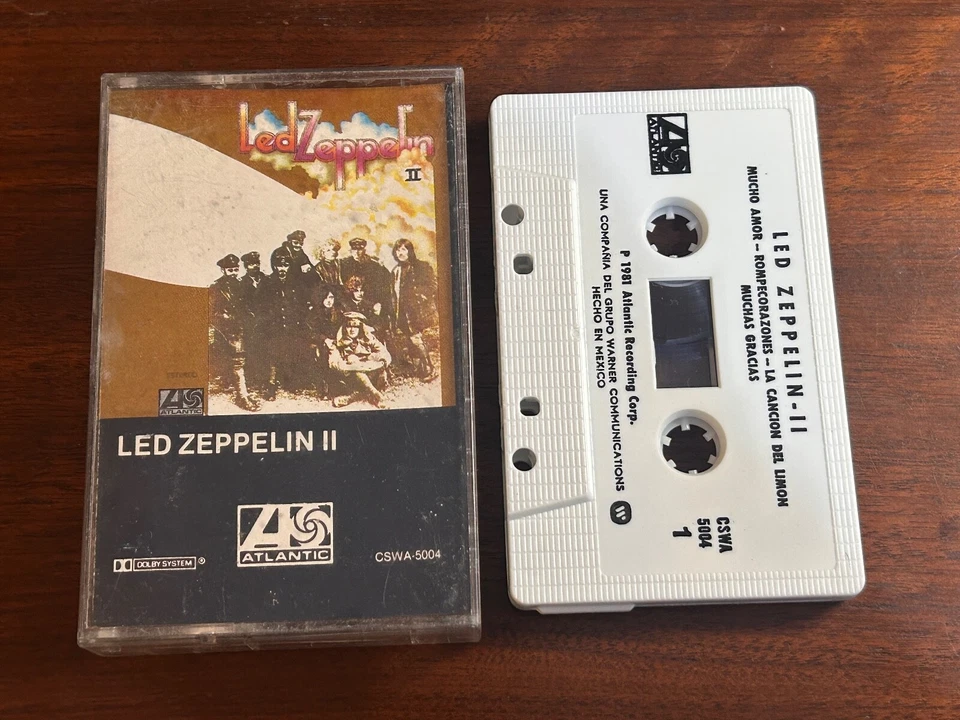 Led Zeppelin
II
ATLANTIC
LED ZEPPELIN II
ATLANTIC
DOLBY SYSTEM ®
CSWA-5004
ATLANTIC
LED ZEPPELIN-II
MUCHO AMOR – ROMPECORAZONES – LA CANCION DEL LIMON
MUCHAS GRACIAS
CSWA
5004
1
P 1981 Atlantic Recording Corp.
UNA COMPAÑIA DEL GRUPO WARNER COMMUNICATIONS
HECHO EN MEXICO